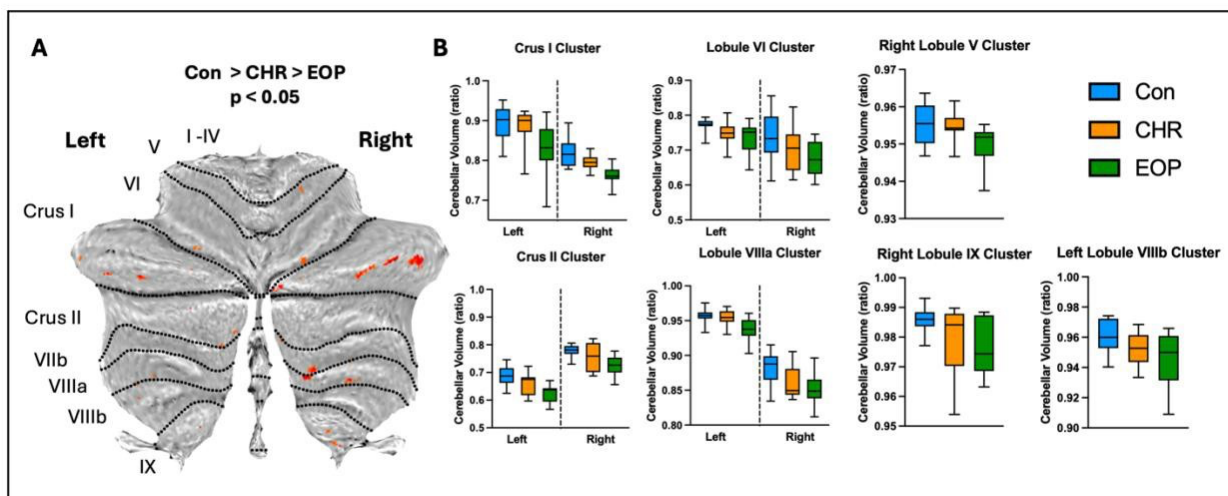 A
Con > CHR > EOP
p < 0.05
Left
Right
I -IV
V
VI
Crus I
Crus II
VIIb
VIIIa
VIIIb
IX
B
Crus I Cluster
Cerebellar Volume (ratio)
1.0
0.9
0.8
0.7
Left
Right
Lobule VI Cluster
Cerebellar Volume (ratio)
0.9
0.8
0.7
0.6
0.5
Left
Right
Right Lobule V Cluster
Cerebellar Volume (ratio)
0.97
0.96
0.95
0.94
0.93
Con
CHR
EOP
Crus II Cluster
Cerebellar Volume (ratio)
1.0
0.9
0.8
0.7
0.6
0.5
Left
Right
Lobule VIIIa Cluster
Cerebellar Volume (ratio)
1.00
0.95
0.90
0.85
0.80
Left
Right
Right Lobule IX Cluster
Cerebellar Volume (ratio)
1.00
0.99
0.98
0.97
0.96
0.95
Left Lobule VIIIb Cluster
Cerebellar Volume (ratio)
1.00
0.98
0.96
0.94
0.92
0.90